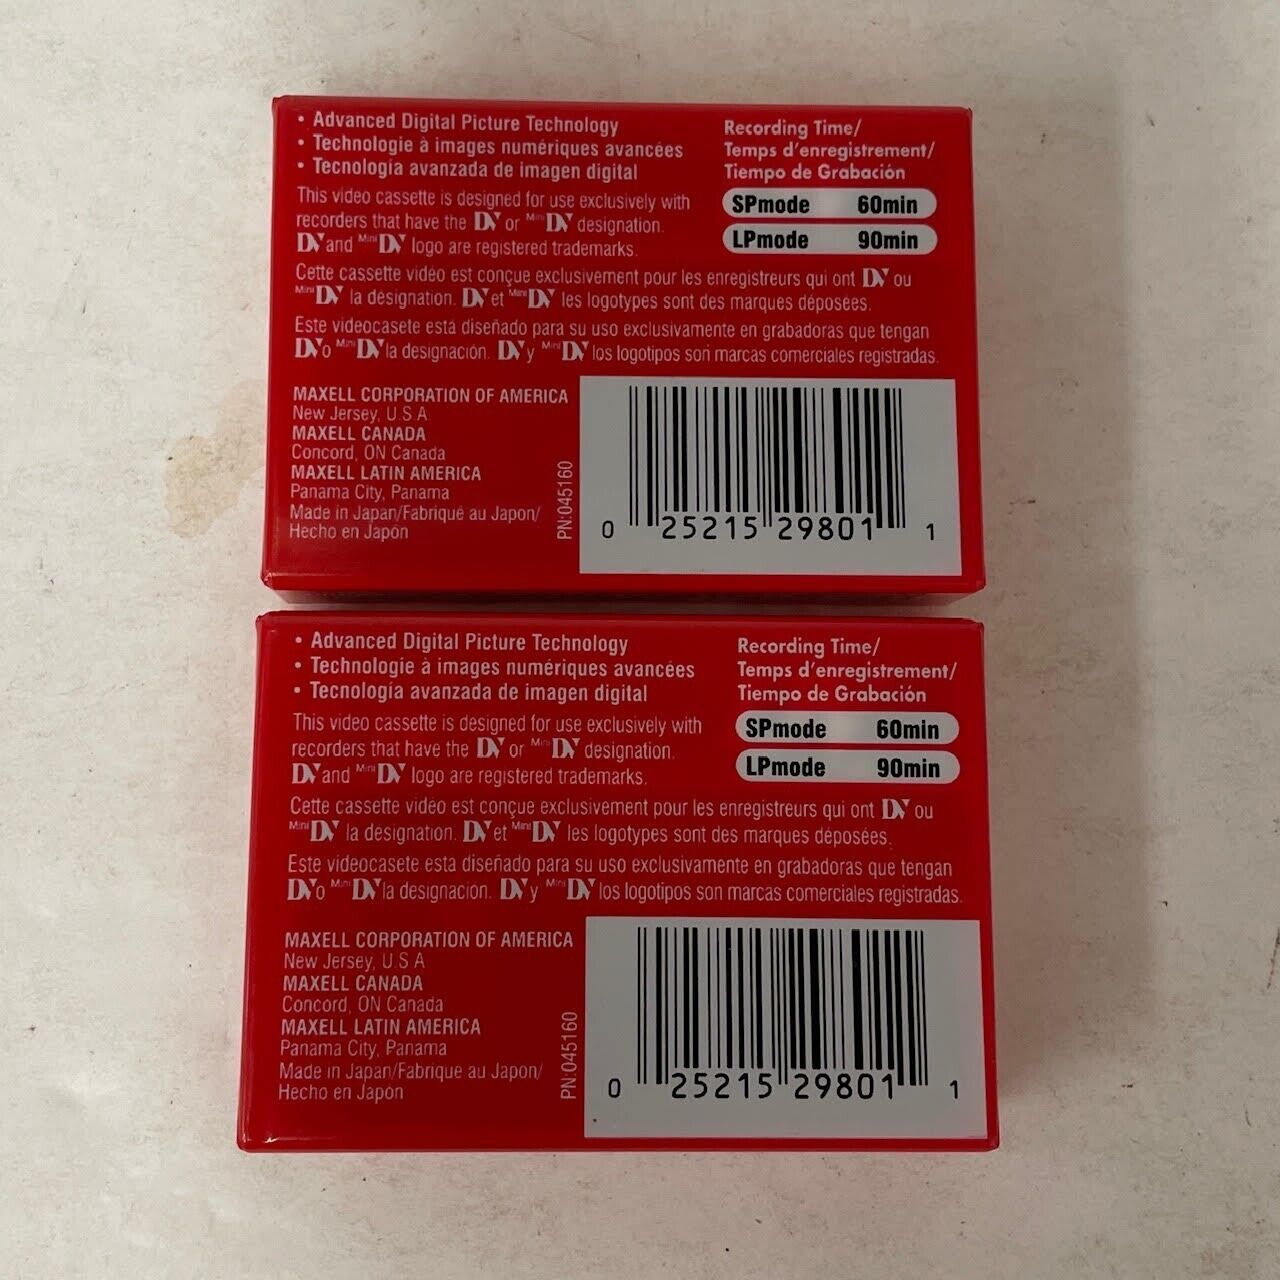 • Advanced Digital Picture Technology
• Technologie à images numériques avancées
• Tecnología avanzada de imagen digital
Recording Time/
Temps d'enregistrement/
Tiempo de Grabación
SPmode 60min
LPmode 90min
This video cassette is designed for use exclusively with
recorders that have the DV or Mini DV designation.
DV and Mini DV logo are registered trademarks.
Cette cassette vidéo est conçue exclusivement pour les enregistreurs qui ont DV ou
Mini DV la désignation. DV et Mini DV les logotypes sont des marques déposées.
Este videocasete está diseñado para su uso exclusivamente en grabadoras que tengan
DV o Mini DV la designación. DV y Mini DV los logotipos son marcas comerciales registradas.
MAXELL CORPORATION OF AMERICA
New Jersey, U.S.A
MAXELL CANADA
Concord, ON Canada
MAXELL LATIN AMERICA
Panama City, Panama
Made in Japan/Fabriqué au Japon/
Hecho en Japón
PN:045160
0 25215 29801 1
• Advanced Digital Picture Technology
• Technologie à images numériques avancées
• Tecnología avanzada de imagen digital
Recording Time/
Temps d'enregistrement/
Tiempo de Grabación
SPmode 60min
LPmode 90min
This video cassette is designed for use exclusively with
recorders that have the DV or Mini DV designation.
DV and Mini DV logo are registered trademarks.
Cette cassette vidéo est conçue exclusivement pour les enregistreurs qui ont DV ou
Mini DV la désignation. DV et Mini DV les logotypes sont des marques déposées.
Este videocasete está diseñado para su uso exclusivamente en grabadoras que tengan
DV o Mini DV la designación. DV y Mini DV los logotipos son marcas comerciales registradas.
MAXELL CORPORATION OF AMERICA
New Jersey, U.S.A
MAXELL CANADA
Concord, ON Canada
MAXELL LATIN AMERICA
Panama City, Panama
Made in Japan/Fabrique au Japon/
Hecho en Japón
PN:045160
0 25215 29801 1